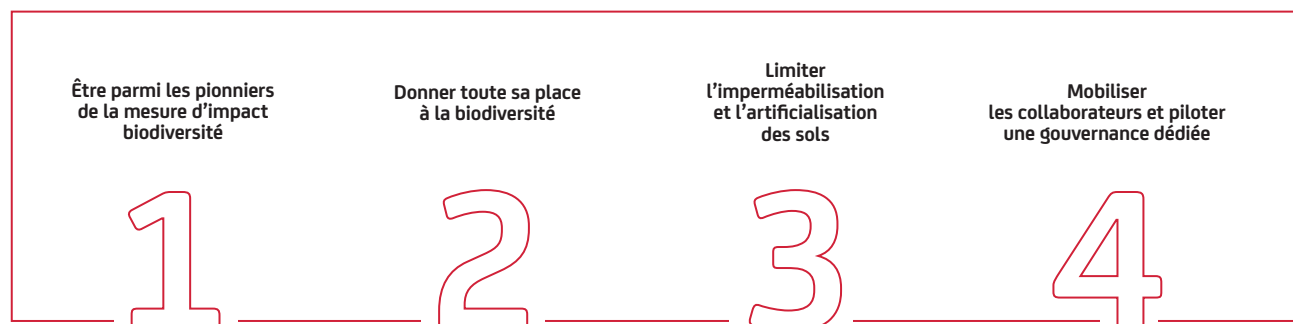 Être parmi les pionniers
de la mesure d’impact
biodiversité
1
Donner toute sa place
à la biodiversité
2
Limiter
l’imperméabilisation
et l’artificialisation
des sols
3
Mobiliser
les collaborateurs et piloter
une gouvernance dédiée
4